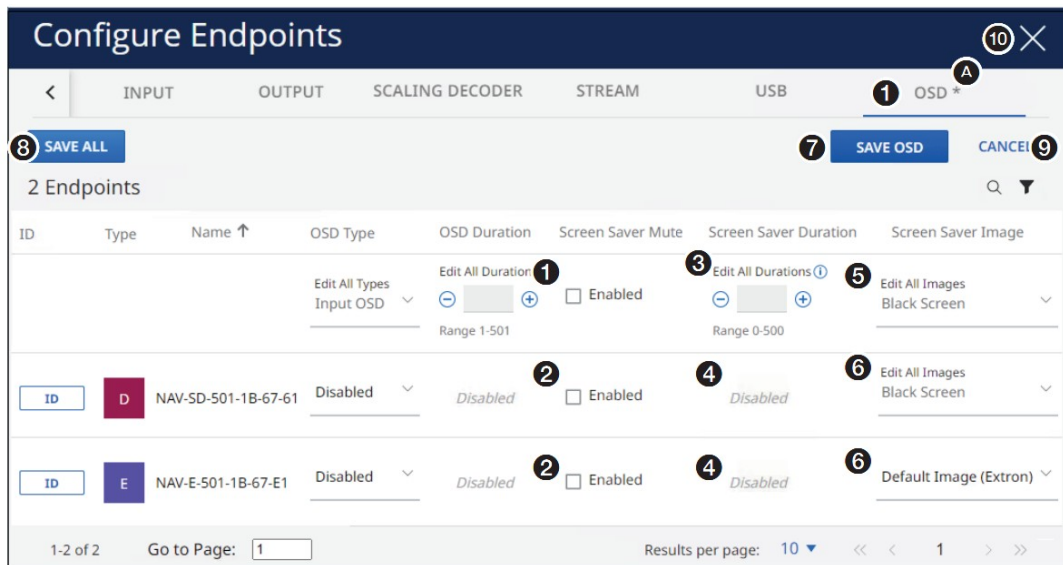 Configure Endpoints
10
A
INPUT OUTPUT SCALING DECODER STREAM USB 1 OSD *
8 SAVE ALL 7 SAVE OSD CANCEL 9
2 Endpoints
ID Type Name ↑ OSD Type OSD Duration Screen Saver Mute Screen Saver Duration Screen Saver Image
Edit All Types Edit All Duration 1 3 Edit All Durations 5 Edit All Images
Input OSD Enabled Black Screen
Range 1-501 Range 0-500
2 4 6 Edit All Images
ID D NAV-SD-501-1B-67-61 Disabled Disabled Enabled Disabled Black Screen
2 4 6
ID E NAV-E-501-1B-67-E1 Disabled Disabled Enabled Disabled Default Image (Extron)
1-2 of 2 Go to Page: 1 Results per page: 10 1